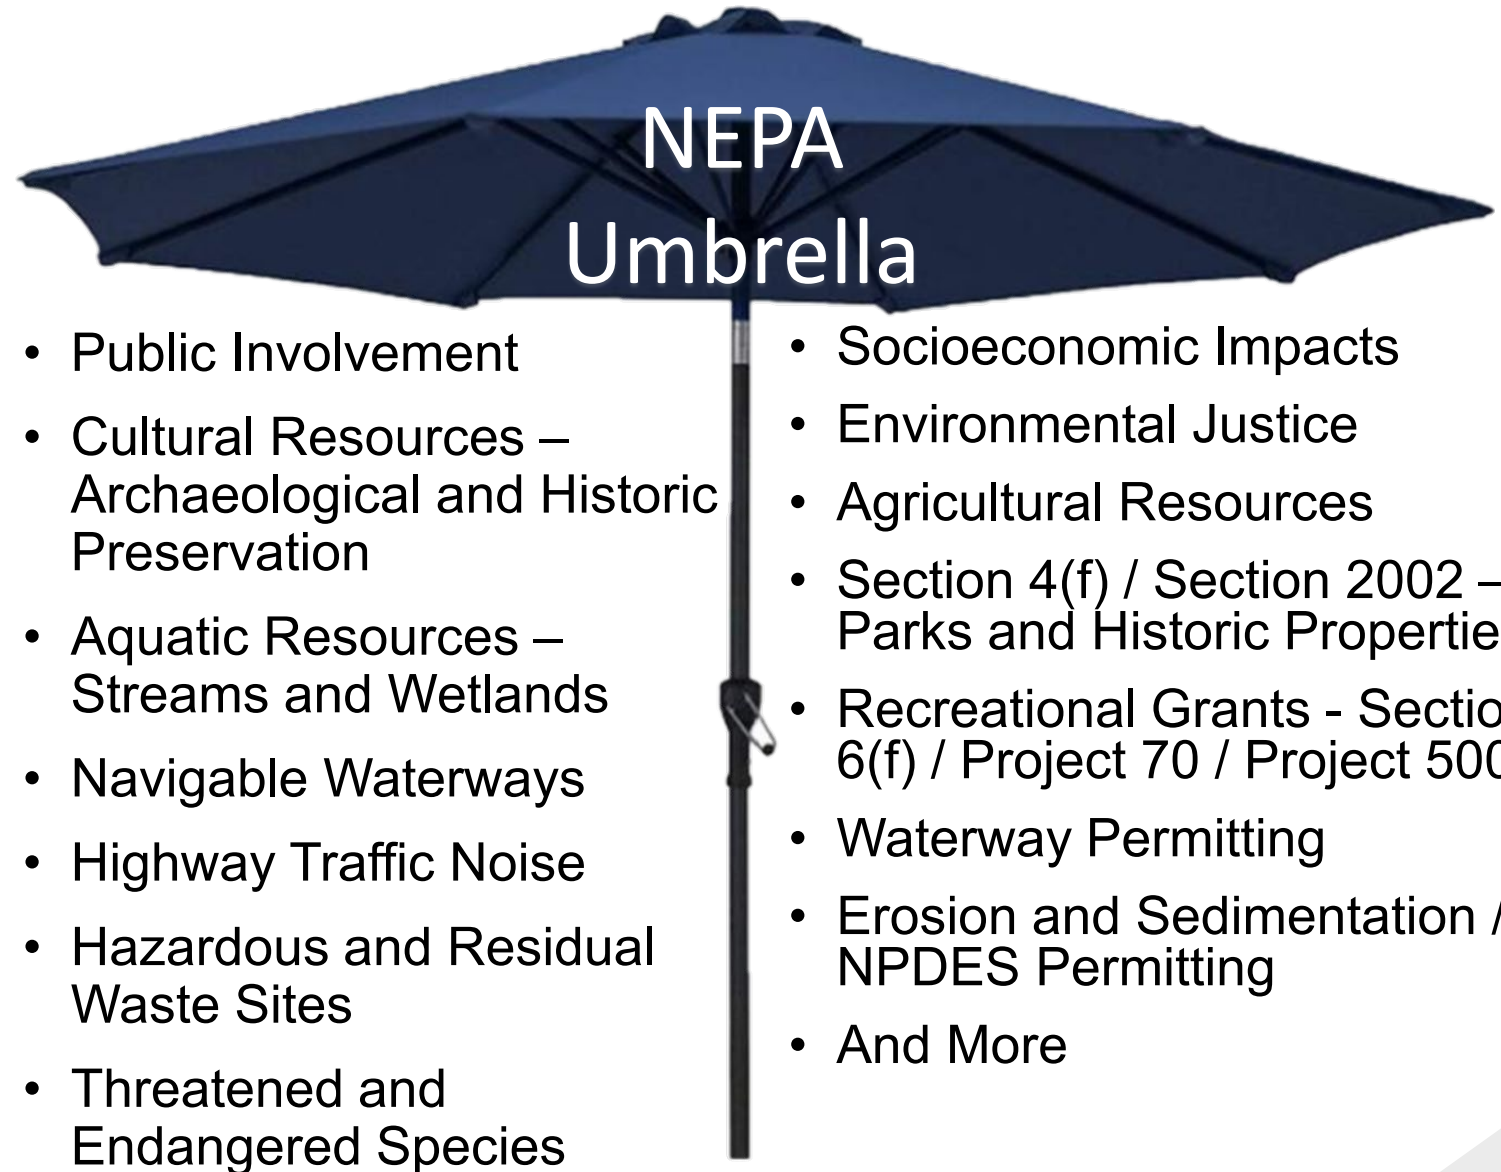 NEPA
Umbrella
• Public Involvement
• Cultural Resources –
Archaeological and Historic
Preservation
• Aquatic Resources –
Streams and Wetlands
• Navigable Waterways
• Highway Traffic Noise
• Hazardous and Residual
Waste Sites
• Threatened and
Endangered Species
• Socioeconomic Impacts
• Environmental Justice
• Agricultural Resources
• Section 4(f) / Section 2002 –
Parks and Historic Propertie
• Recreational Grants - Sectio
6(f) / Project 70 / Project 500
• Waterway Permitting
• Erosion and Sedimentation /
NPDES Permitting
• And More